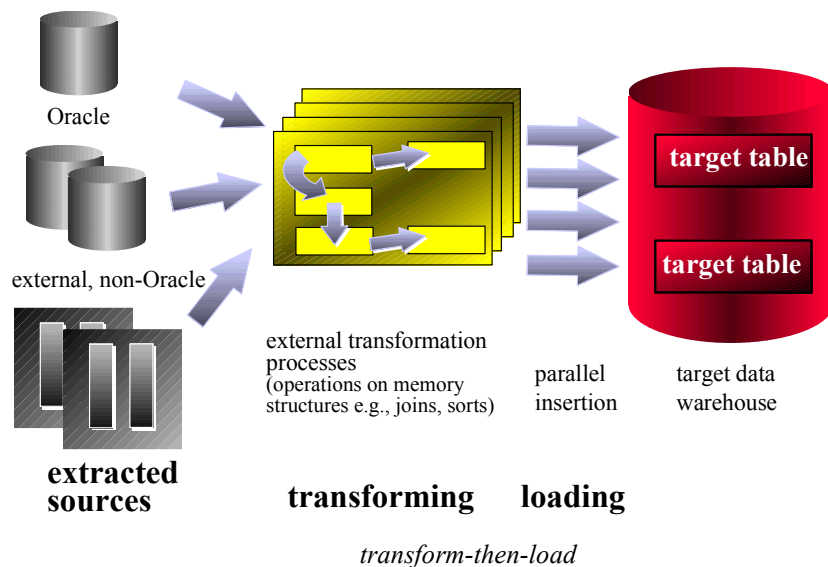 Oracle
external, non-Oracle
extracted
sources
external transformation
processes
(operations on memory
structures e.g., joins, sorts)
transforming
parallel
insertion
loading
target table
target table
target data
warehouse
transform-then-load